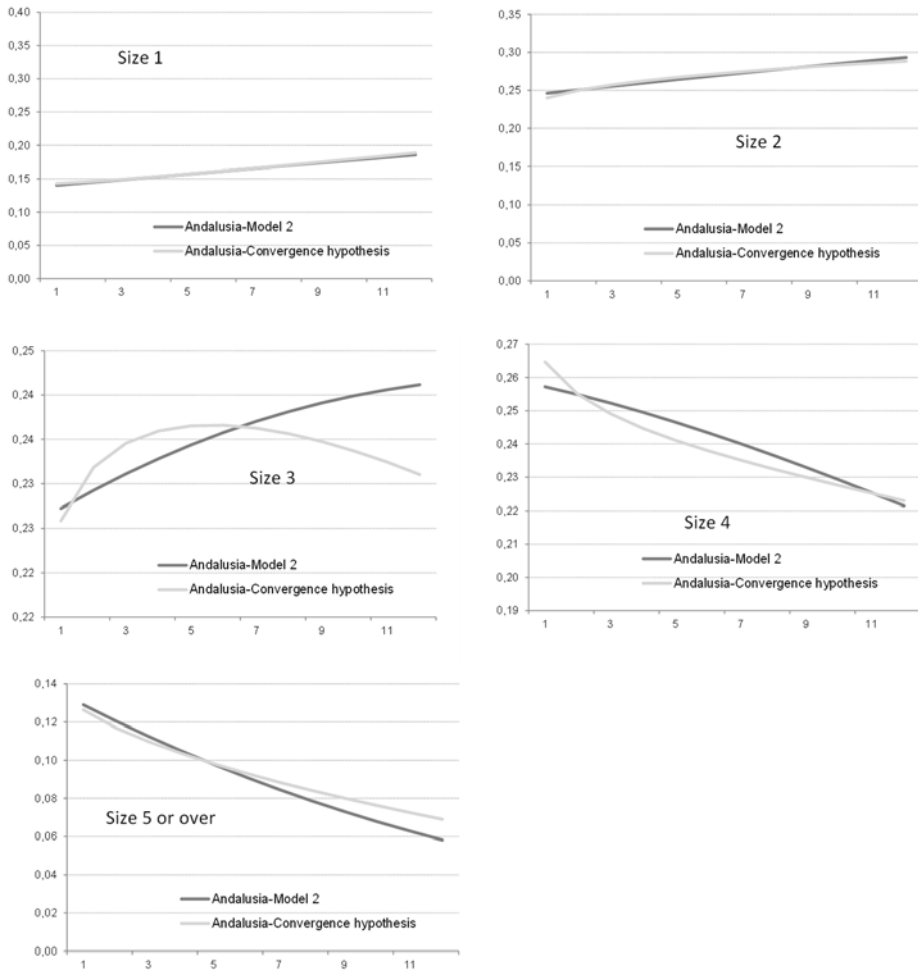 0,40
0,35
0,30
0,25
0,20
0,15
0,10
0,05
0,00
Size 1
Andalusia-Model 2
Andalusia-Convergence hypothesis
1 3 5 7 9 11
0,35
0,30
0,25
0,20
0,15
0,10
0,05
0,00
Size 2
Andalusia-Model 2
Andalusia-Convergence hypothesis
1 3 5 7 9 11
0,25
0,24
0,24
0,23
0,23
0,22
0,22
Size 3
Andalusia-Model 2
Andalusia-Convergence hypothesis
1 3 5 7 9 11
0,27
0,26
0,25
0,24
0,23
0,22
0,21
0,20
0,19
Size 4
Andalusia-Model 2
Andalusia-Convergence hypothesis
1 3 5 7 9 11
0,14
0,12
0,10
0,08
0,06
0,04
0,02
0,00
Size 5 or over
Andalusia-Model 2
Andalusia-Convergence hypothesis
1 3 5 7 9 11